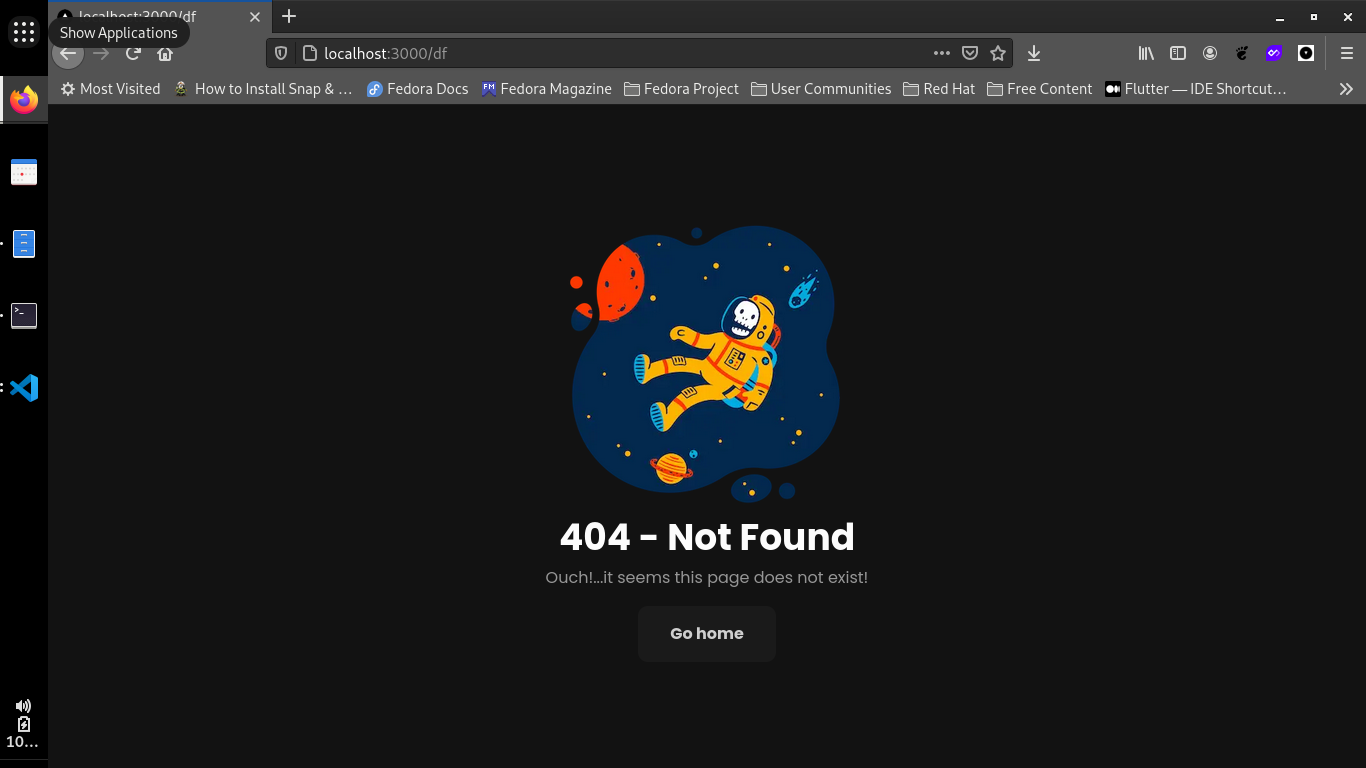 localhost:3000/df
Show Applications
localhost:3000/df
Most Visited
How to Install Snap & …
Fedora Docs
FM
Fedora Magazine
Fedora Project
User Communities
Red Hat
Free Content
Flutter — IDE Shortcut…
404 - Not Found
Ouch!...it seems this page does not exist!
Go home
10…